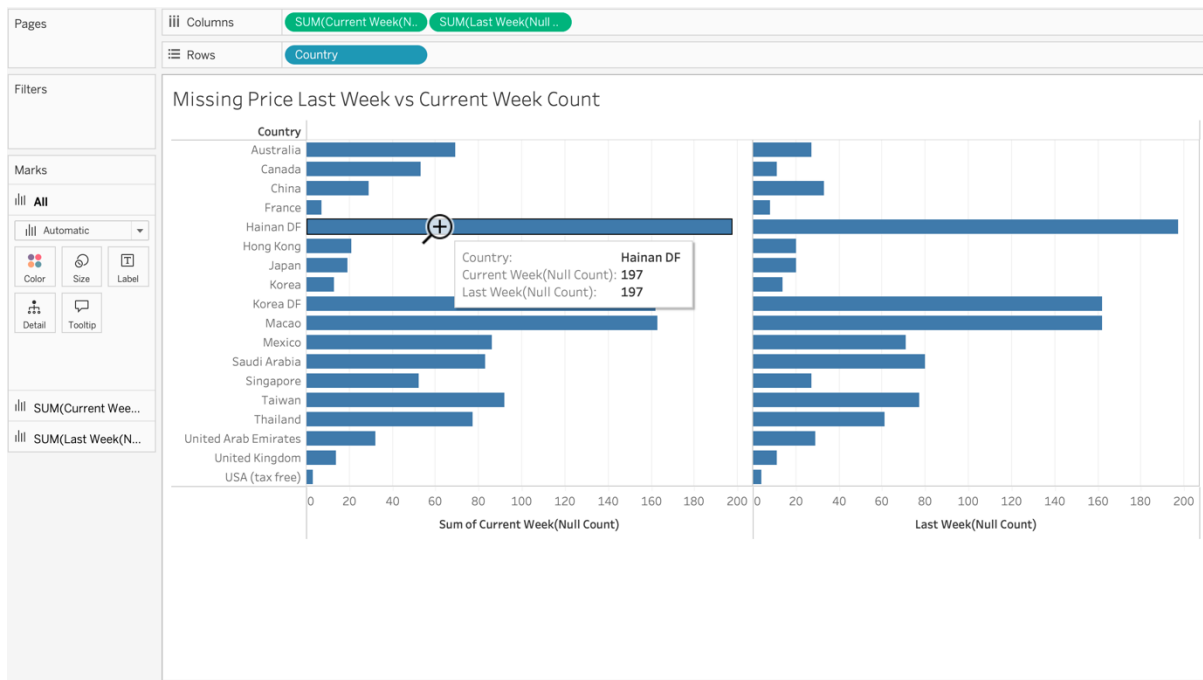 Pages
Columns
SUM(Current Week(N..
SUM(Last Week(Null ..
Rows
Country
Filters
Missing Price Last Week vs Current Week Count
Marks
All
Automatic
Color
Size
Label
Detail
Tooltip
SUM(Current Wee...
SUM(Last Week(N...
Country
Australia
Canada
China
France
Hainan DF
Hong Kong
Japan
Korea
Korea DF
Macao
Mexico
Saudi Arabia
Singapore
Taiwan
Thailand
United Arab Emirates
United Kingdom
USA (tax free)
Country: Hainan DF
Current Week(Null Count): 197
Last Week(Null Count): 197
0 20 40 60 80 100 120 140 160 180 200
Sum of Current Week(Null Count)
0 20 40 60 80 100 120 140 160 180 200
Last Week(Null Count)